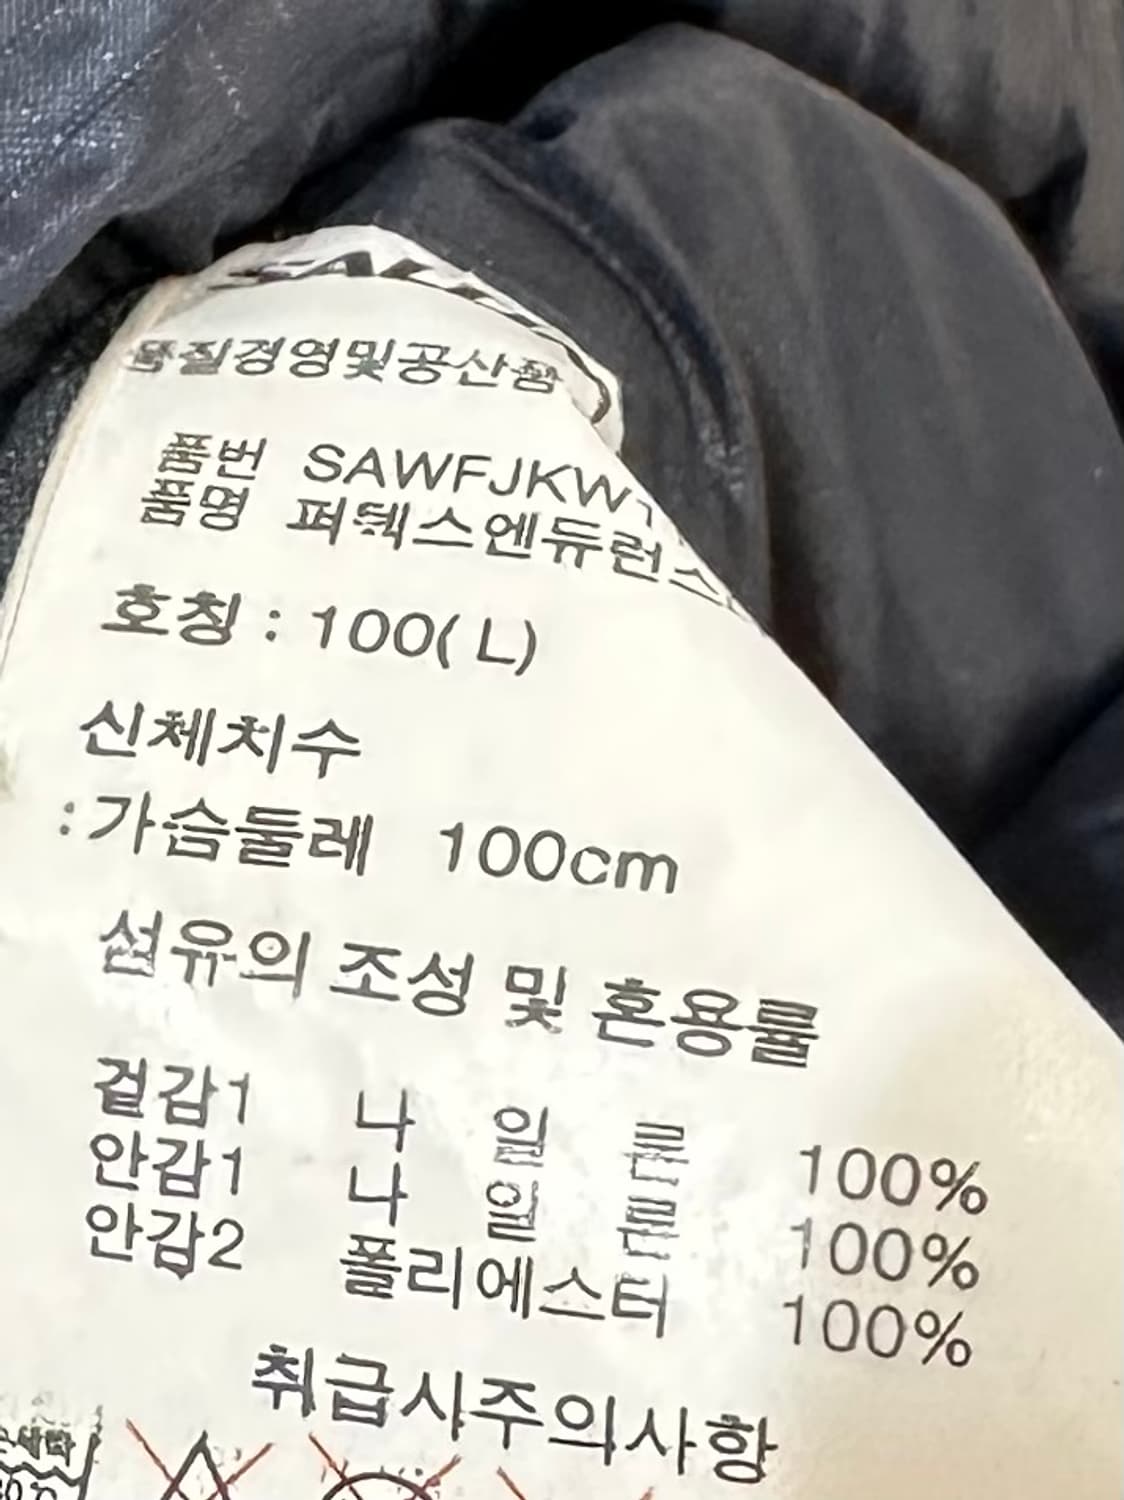 품질경영및공산품
품번 SAWFJKW1
품명 퍼텍스엔듀런스
호칭 : 100( L)
신체치수
: 가슴둘레 100cm
섬유의 조성 및 혼용률
겉감1 나 일 론 100%
안감1 나 일 론 100%
안감2 폴리에스터 100%
취급시주의사항